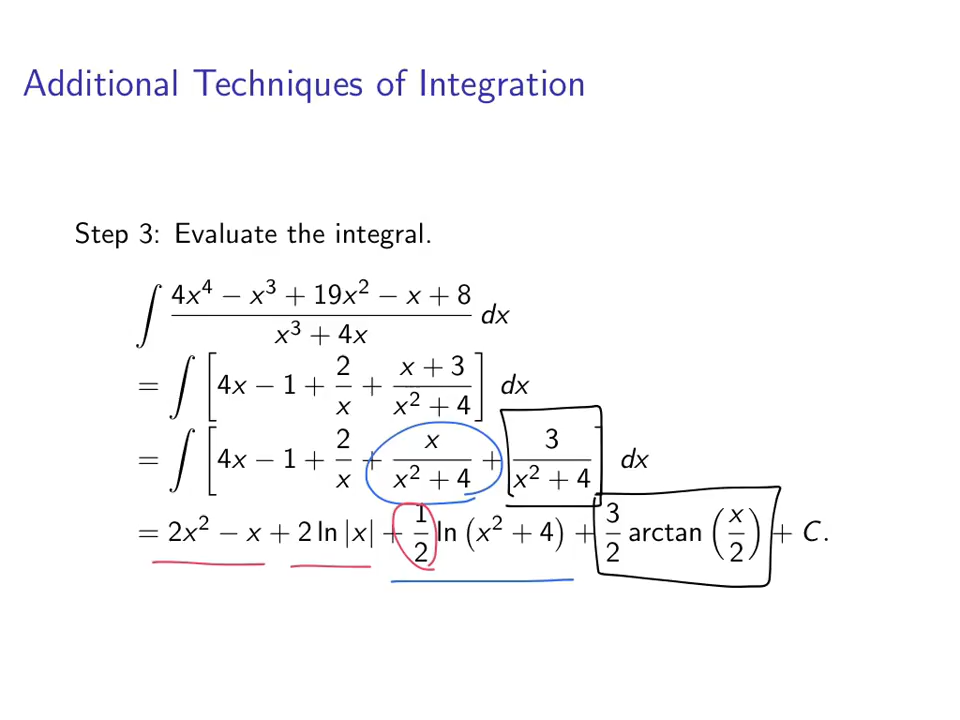 Additional Techniques of Integration
Step 3: Evaluate the integral.
∫ (4x⁴ − x³ + 19x² − x + 8)/(x³ + 4x) dx
= ∫ [4x − 1 + 2/x + (x + 3)/(x² + 4)] dx
= ∫ [4x − 1 + 2/x + x/(x² + 4) + 3/(x² + 4)] dx
= 2x² − x + 2 ln |x| + 1/2 ln (x² + 4) + 3/2 arctan (x/2) + C.